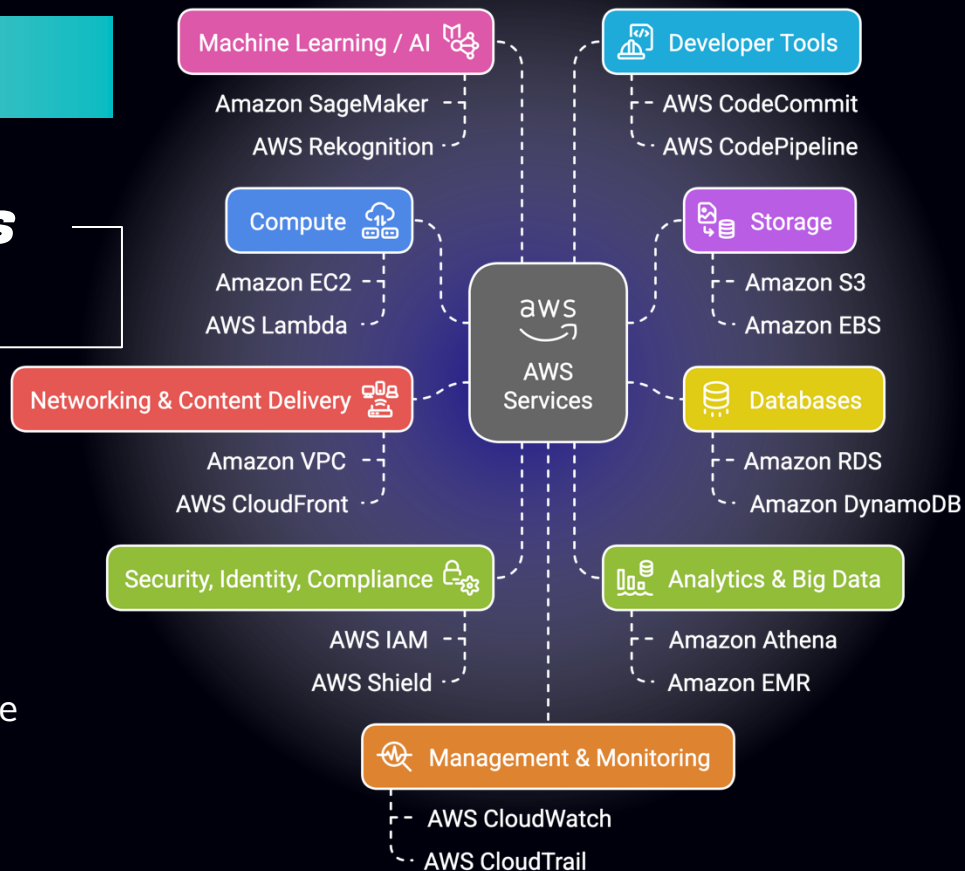 Machine Learning / AI
Amazon SageMaker
AWS Rekognition
Developer Tools
AWS CodeCommit
AWS CodePipeline
s
Compute
Amazon EC2
AWS Lambda
Storage
Amazon S3
Amazon EBS
aws
AWS
Services
Networking & Content Delivery
Amazon VPC
AWS CloudFront
Databases
Amazon RDS
Amazon DynamoDB
Security, Identity, Compliance
AWS IAM
AWS Shield
Analytics & Big Data
Amazon Athena
Amazon EMR
e
Management & Monitoring
AWS CloudWatch
AWS CloudTrail